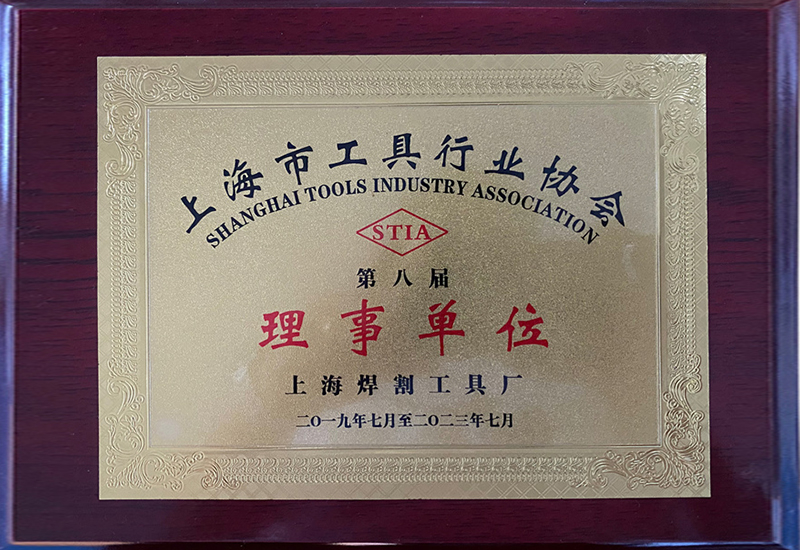 上海市工具行业协会
SHANGHAI TOOLS INDUSTRY ASSOCIATION
STIA
第八届
理事单位
上海焊割工具厂
二〇一九年七月至二〇二三年七月